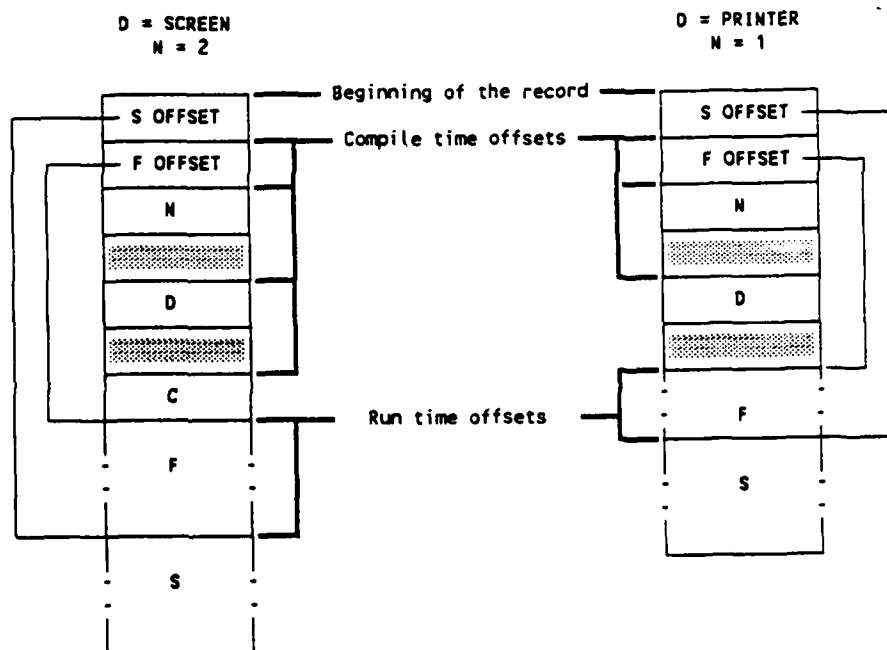 D = SCREEN
N = 2
D = PRINTER
N = 1
Beginning of the record
S OFFSET
S OFFSET
Compile time offsets
F OFFSET
F OFFSET
N
N
D
D
C
Run time offsets
F
F
S
S